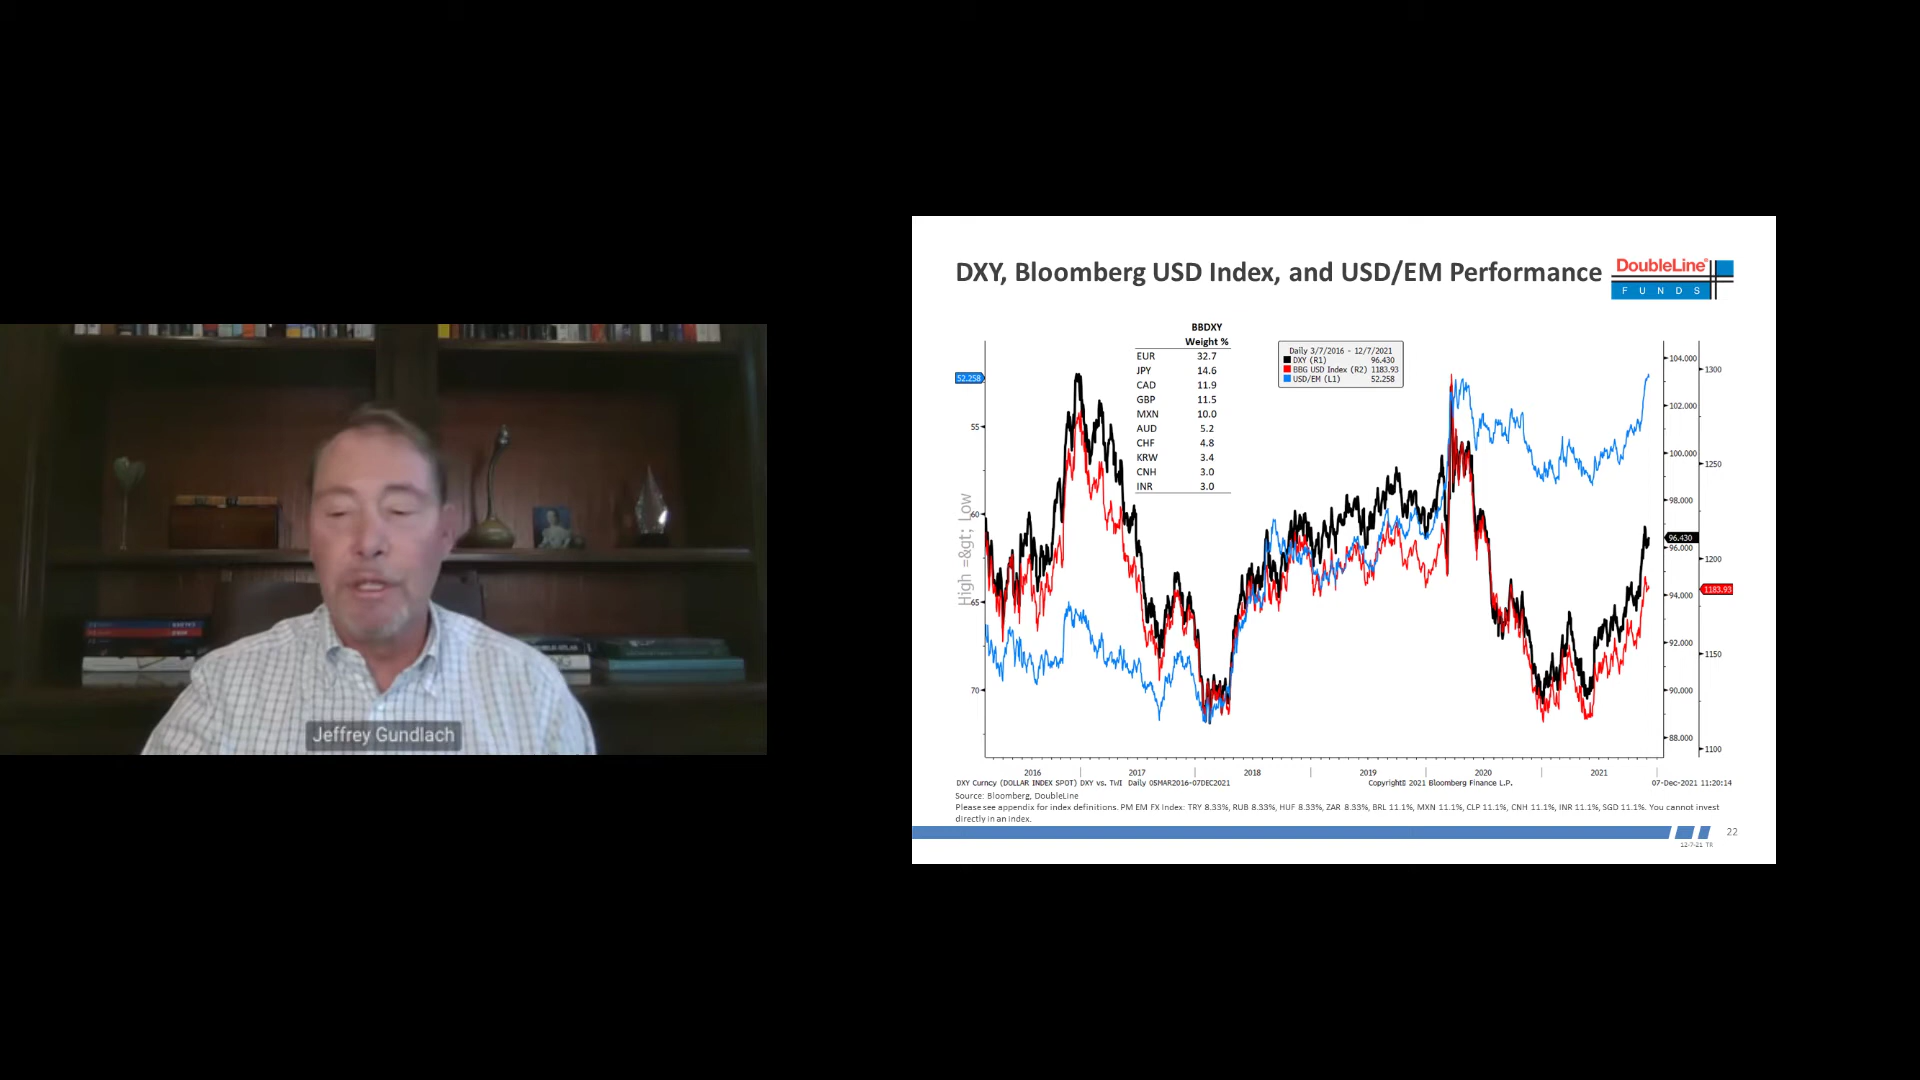 Jeffrey Gundlach
DXY, Bloomberg USD Index, and USD/EM Performance
DoubleLine®
FUNDS
BBDXY
Weight %
EUR 32.7
JPY 14.6
CAD 11.9
GBP 11.5
MXN 10.0
AUD 5.2
CHF 4.8
KRW 3.4
CNH 3.0
INR 3.0
Daily 3/7/2016 - 12/7/2021
DXY (R1) 96.430
BBG USD Index (R2) 1183.93
USD/EM (L1) 52.258
High =&gt; Low
52.258
55
60
65
70
104.000
102.000
100.000
98.000
96.430
96.000
94.000
92.000
90.000
88.000
1300
1250
1200
1183.93
1150
1100
2016 2017 2018 2019 2020 2021
DXY Curncy (DOLLAR INDEX SPOT) DXY vs. TWI Daily 05MAR2016-07DEC2021 Copyright© 2021 Bloomberg Finance L.P. 07-Dec-2021 11:20:14
Source: Bloomberg, DoubleLine
Please see appendix for index definitions. PM EM FX Index: TRY 8.33%, RUB 8.33%, HUF 8.33%, ZAR 8.33%, BRL 11.1%, MXN 11.1%, CLP 11.1%, CNH 11.1%, INR 11.1%, SGD 11.1%. You cannot invest
directly in an index.
22
12-7-21 TR